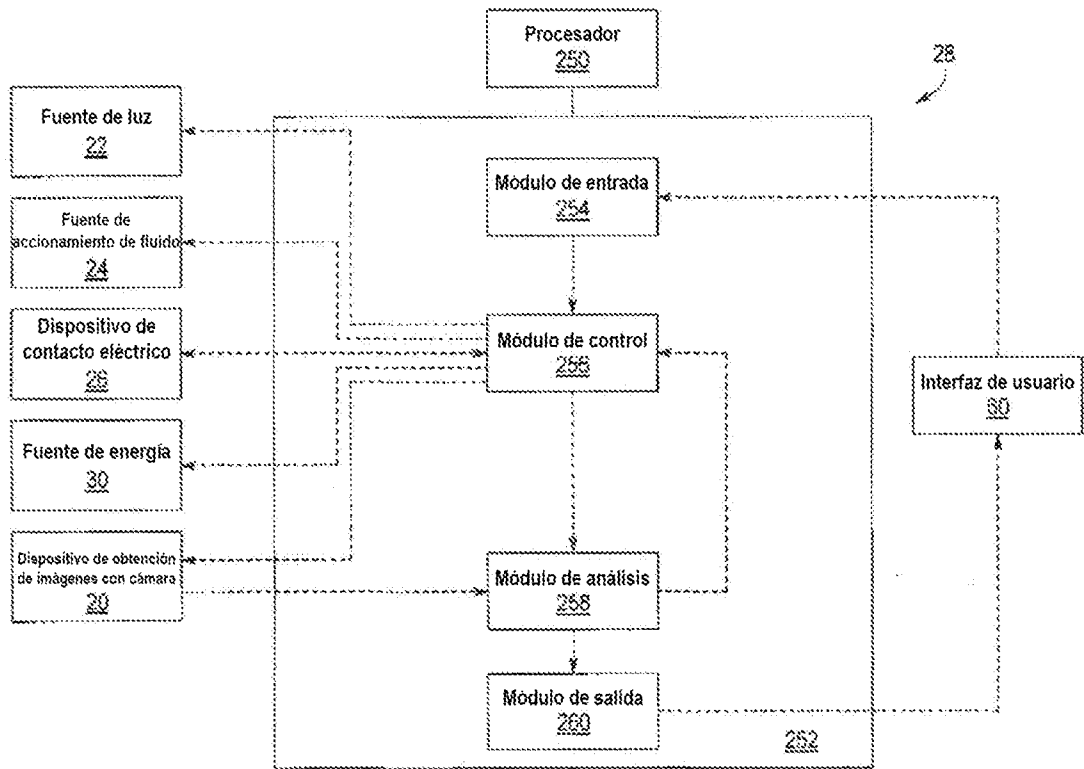 Procesador
250
28
Fuente de luz
22
Módulo de entrada
254
Fuente de
accionamiento de fluido
24
Dispositivo de
contacto eléctrico
26
Módulo de control
256
Interfaz de usuario
60
Fuente de energía
30
Dispositivo de obtención
de imágenes con cámara
20
Módulo de análisis
258
Módulo de salida
260
252